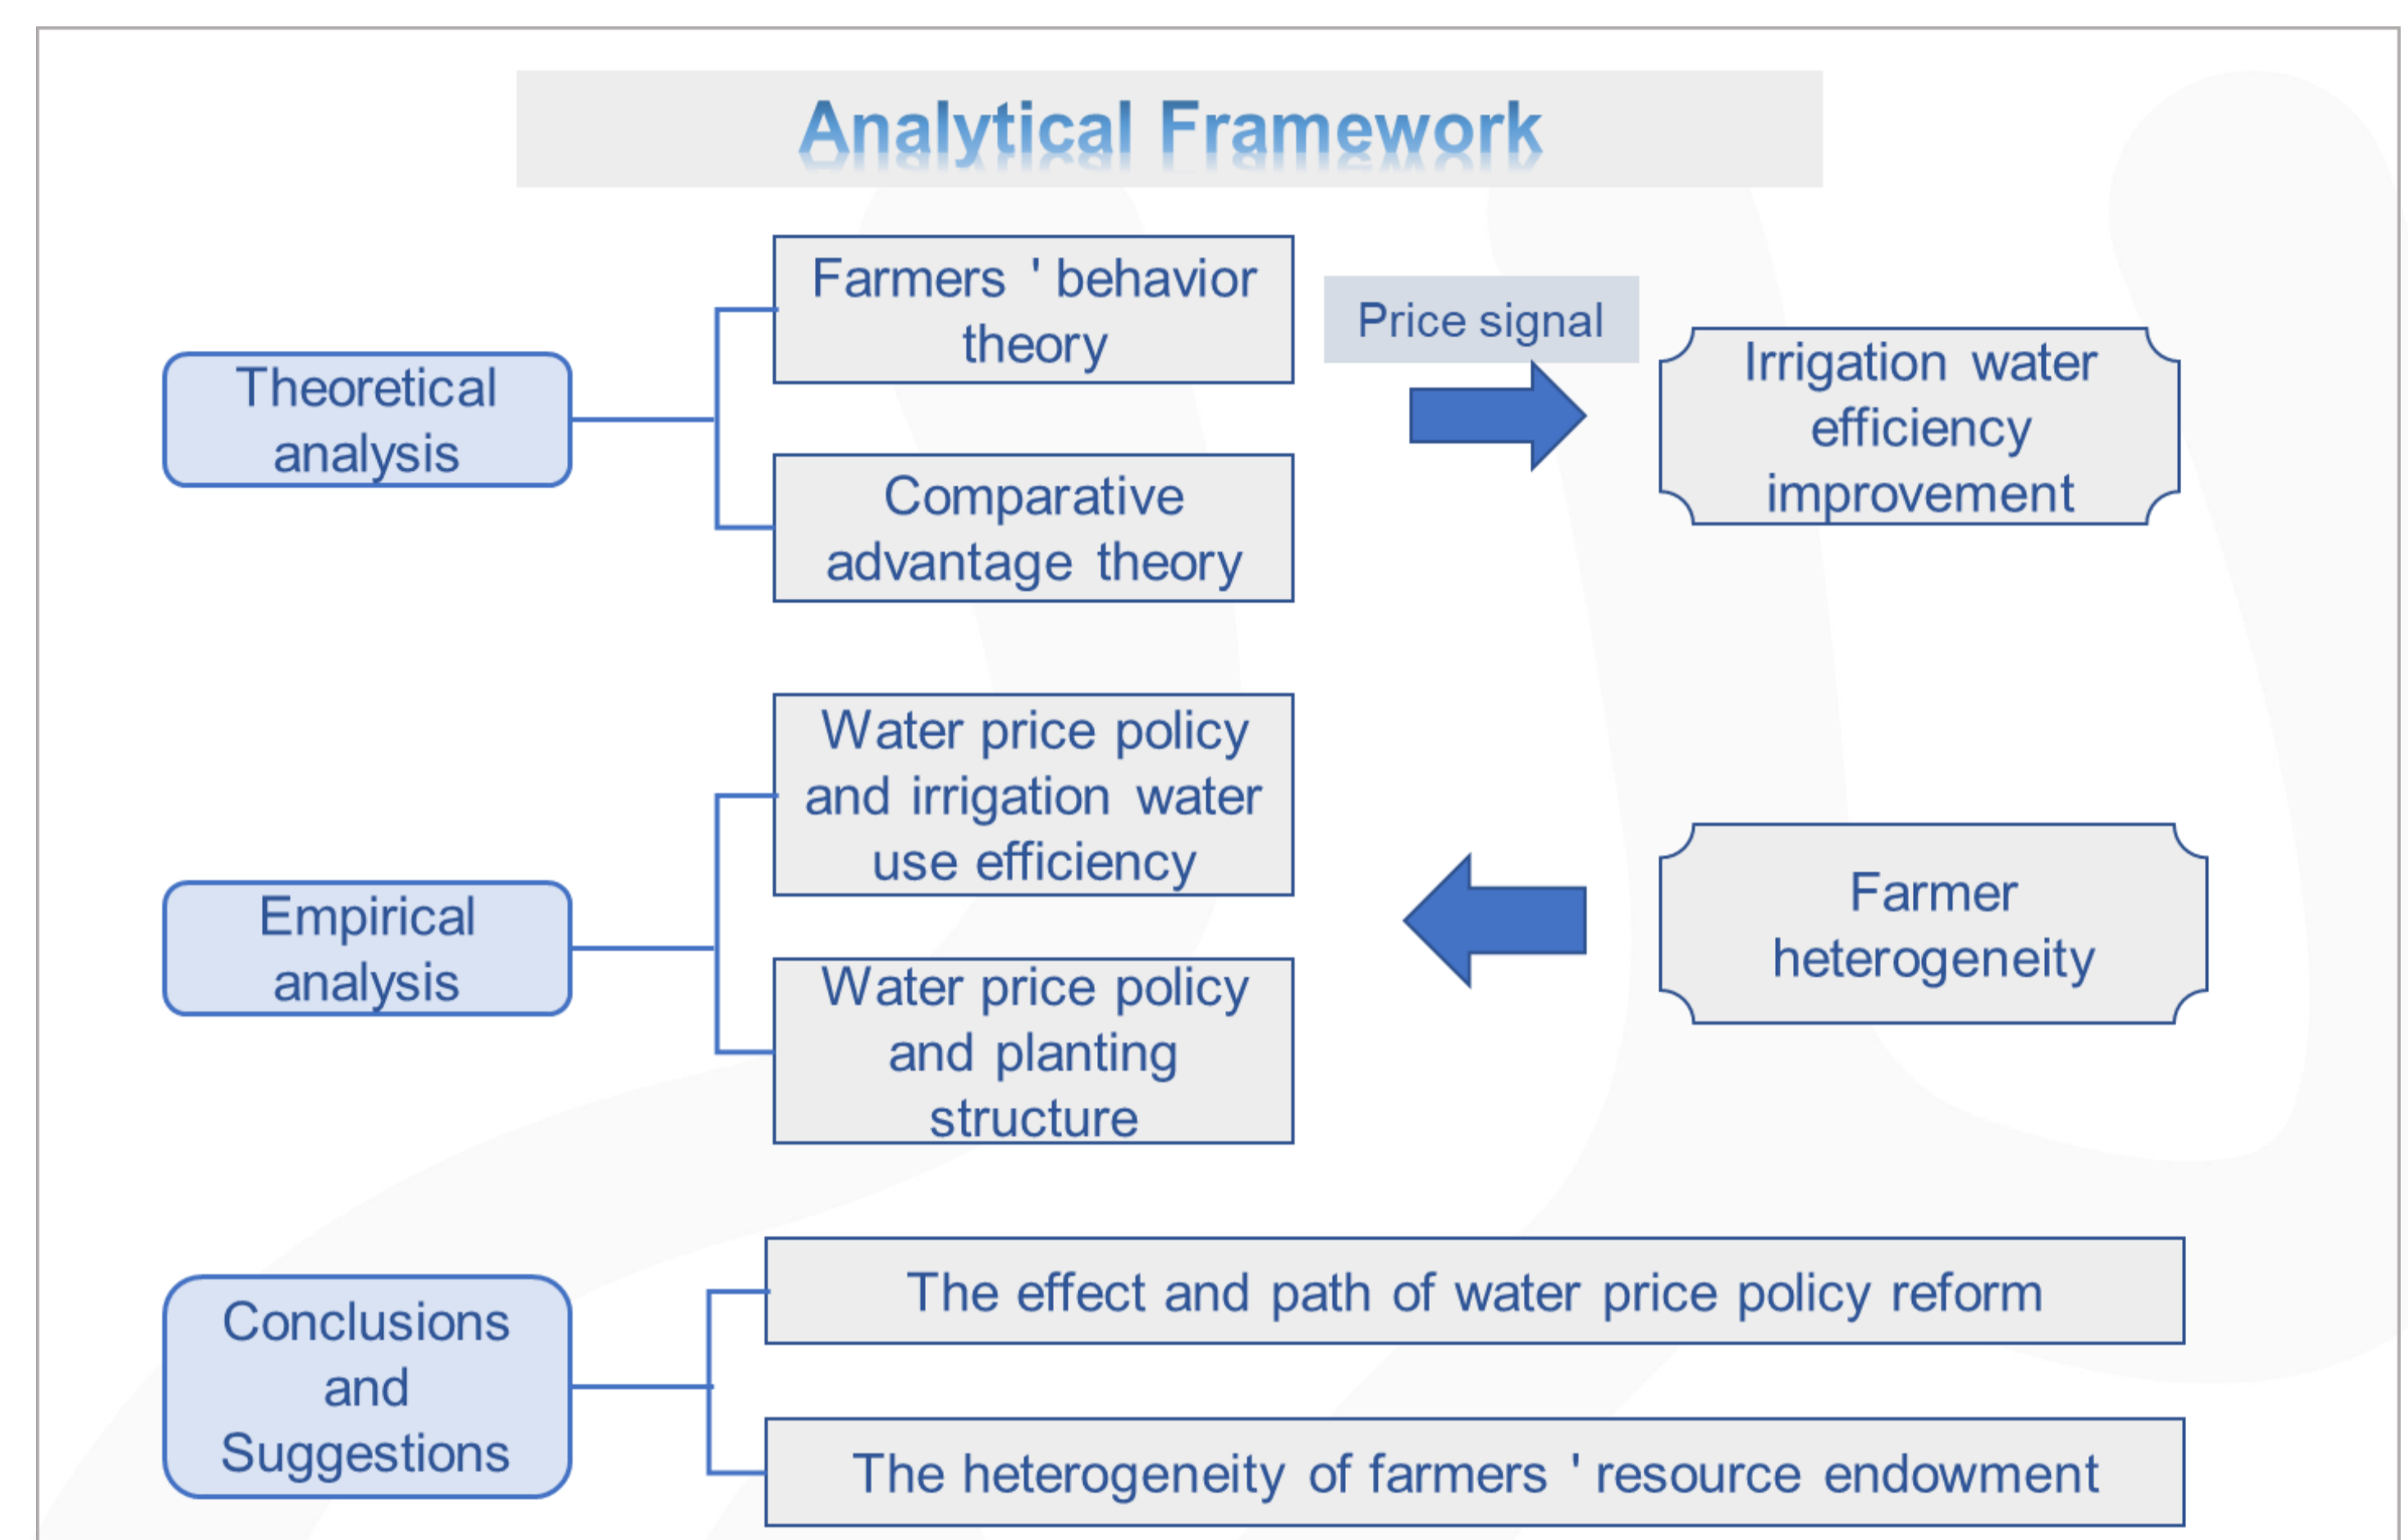 Analytical Framework
Theoretical
analysis
Farmers ' behavior
theory
Comparative
advantage theory
Price signal
Irrigation water
efficiency
improvement
Empirical
analysis
Water price policy
and irrigation water
use efficiency
Water price policy
and planting
structure
Farmer
heterogeneity
Conclusions
and
Suggestions
The effect and path of water price policy reform
The heterogeneity of farmers ' resource endowment